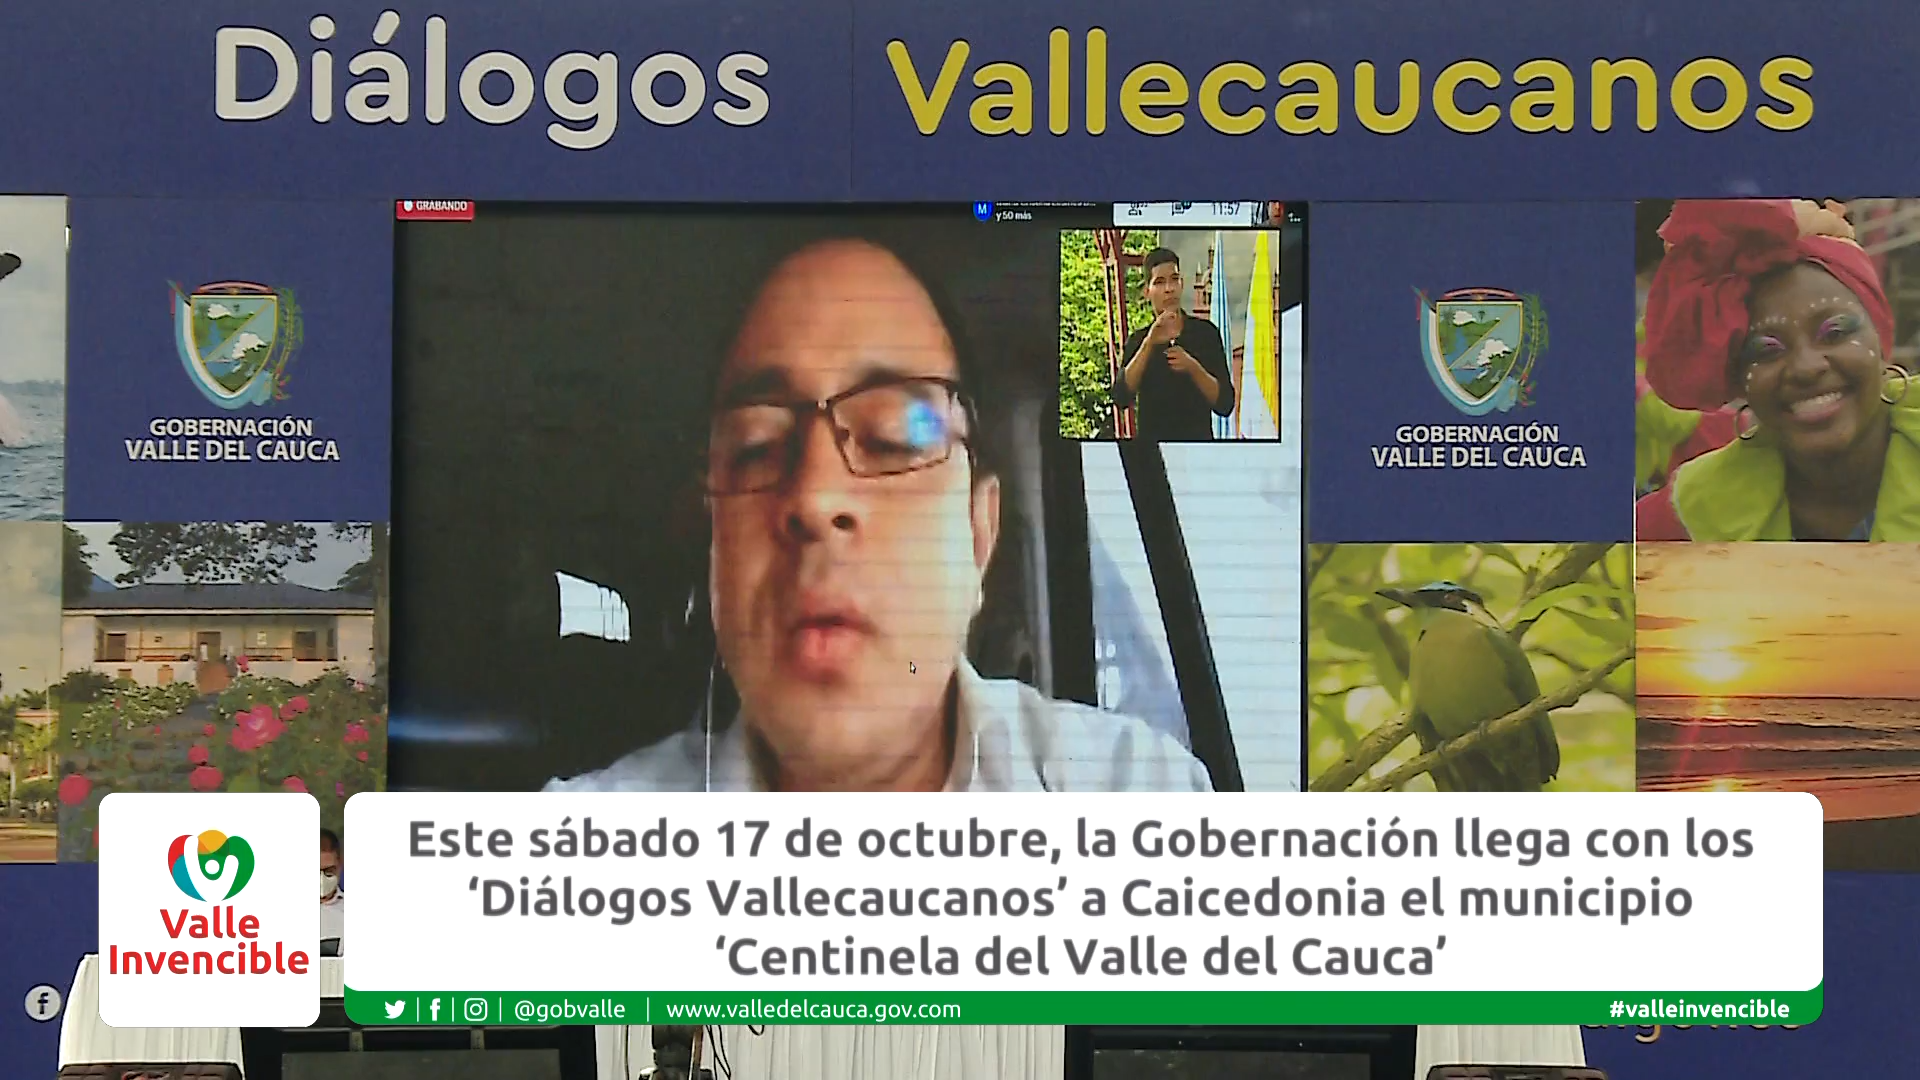 Diálogos Vallecaucanos
GRABANDO
M
y 50 más
11:57
GOBERNACIÓN
VALLE DEL CAUCA
GOBERNACIÓN
VALLE DEL CAUCA
Valle
Invencible
Este sábado 17 de octubre, la Gobernación llega con los
‘Diálogos Vallecaucanos’ a Caicedonia el municipio
‘Centinela del Valle del Cauca’
@gobvalle | www.valledelcauca.gov.com
#valleinvencible